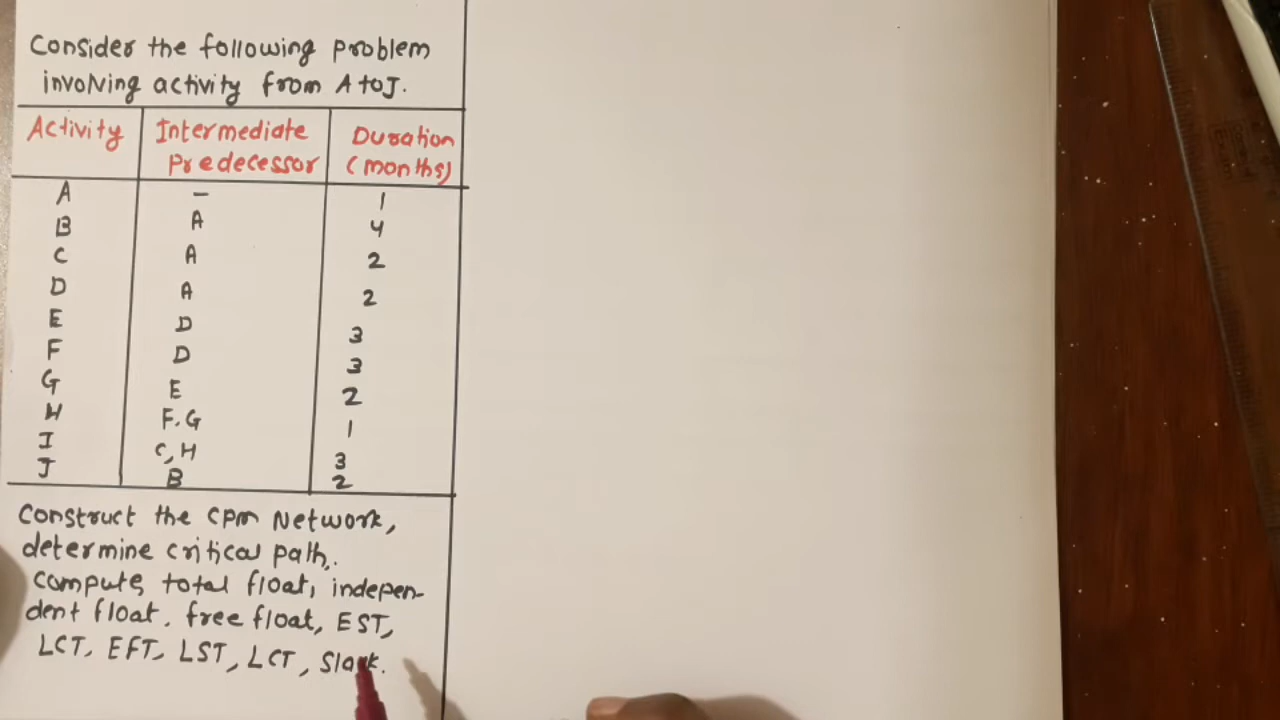 Consider the following problem
involving activity from A to J.
Activity Intermediate Predecessor Duration (months)
A - 1
B A 4
C A 2
D A 2
E D 3
F D 3
G E 2
H F, G 1
I C, H 3
J B 2
Construct the CPM Network,
determine critical path,.
Compute total float, indepen-
dent float, free float, EST,
LCT, EFT, LST, LCT, Slack.